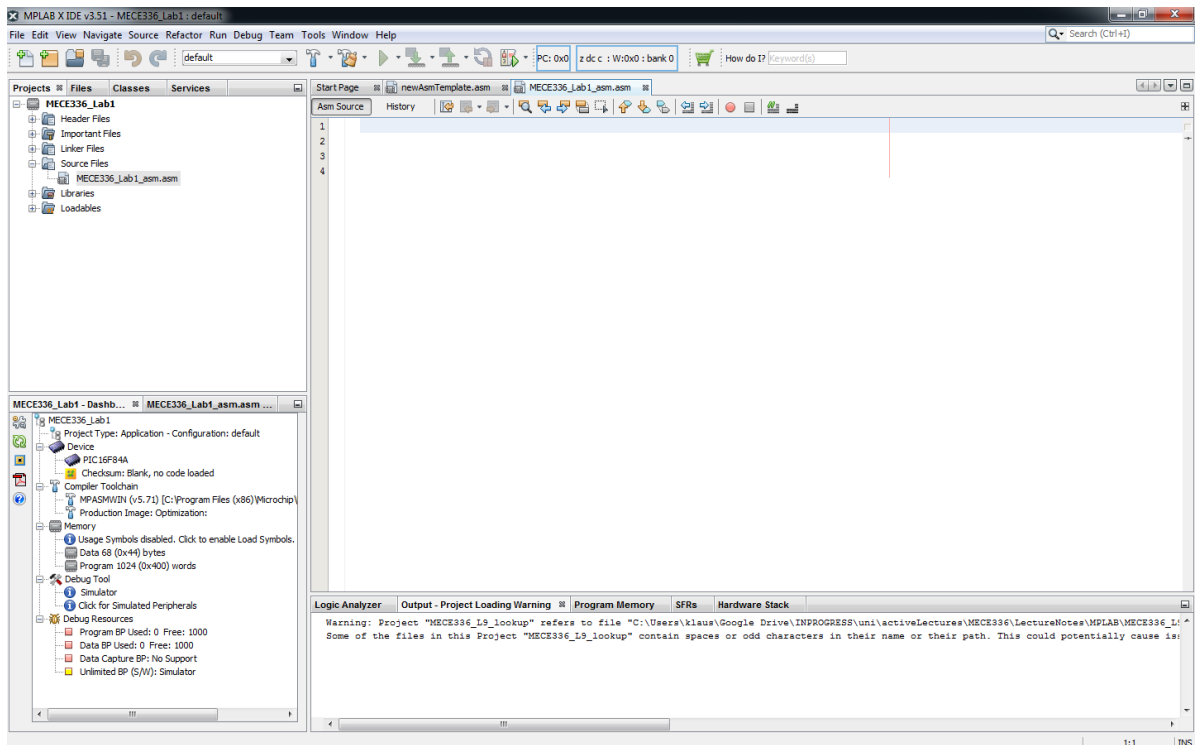 MPLAB X IDE v3.51 - MECE336_Lab1 : default
File Edit View Navigate Source Refactor Run Debug Team Tools Window Help
Search (Ctrl+I)
default
PC: 0x0
z dc c : W:0x0 : bank 0
How do I? (Keyword(s))
Projects Files Classes Services
Start Page newAsmTemplate.asm MECE336_Lab1_asm.asm
Asm Source History
MECE336_Lab1
Header Files
Important Files
Linker Files
Source Files
MECE336_Lab1_asm.asm
Libraries
Loadables
1
2
3
4
MECE336_Lab1 - Dashb... MECE336_Lab1_asm.asm ...
MECE336_Lab1
Project Type: Application - Configuration: default
Device
PIC16F84A
Checksum: Blank, no code loaded
Compiler Toolchain
MPASMWIN (v5.71) [C:\Program Files (x86)\Microchip\
Production Image: Optimization:
Memory
Usage Symbols disabled. Click to enable Load Symbols.
Data 68 (0x44) bytes
Program 1024 (0x400) words
Debug Tool
Simulator
Click for Simulated Peripherals
Debug Resources
Program BP Used: 0 Free: 1000
Data BP Used: 0 Free: 1000
Data Capture BP: No Support
Unlimited BP (S/W): Simulator
Logic Analyzer Output - Project Loading Warning Program Memory SFRs Hardware Stack
Warning: Project "MECE336_L9_lookup" refers to file "C:\Users\klaus\Google Drive\INPROGRESS\uni\activeLectures\MECE336\LectureNotes\MPLAB\MECE336_L
Some of the files in this Project "MECE336_L9_lookup" contain spaces or odd characters in their name or their path. This could potentially cause
1:1 INS